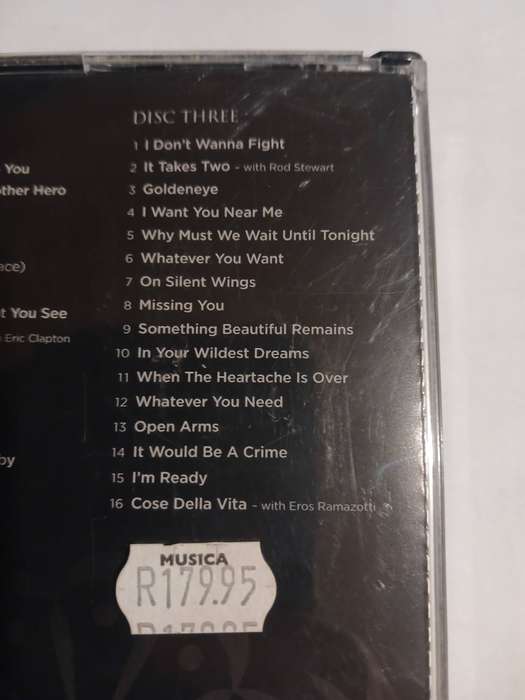 You
other Hero
ace)
t You See
Eric Clapton
by
DISC THREE
1 I Don't Wanna Fight
2 It Takes Two - with Rod Stewart
3 Goldeneye
4 I Want You Near Me
5 Why Must We Wait Until Tonight
6 Whatever You Want
7 On Silent Wings
8 Missing You
9 Something Beautiful Remains
10 In Your Wildest Dreams
11 When The Heartache Is Over
12 Whatever You Need
13 Open Arms
14 It Would Be A Crime
15 I'm Ready
16 Cose Della Vita - with Eros Ramazotti
MUSICA
R179.95